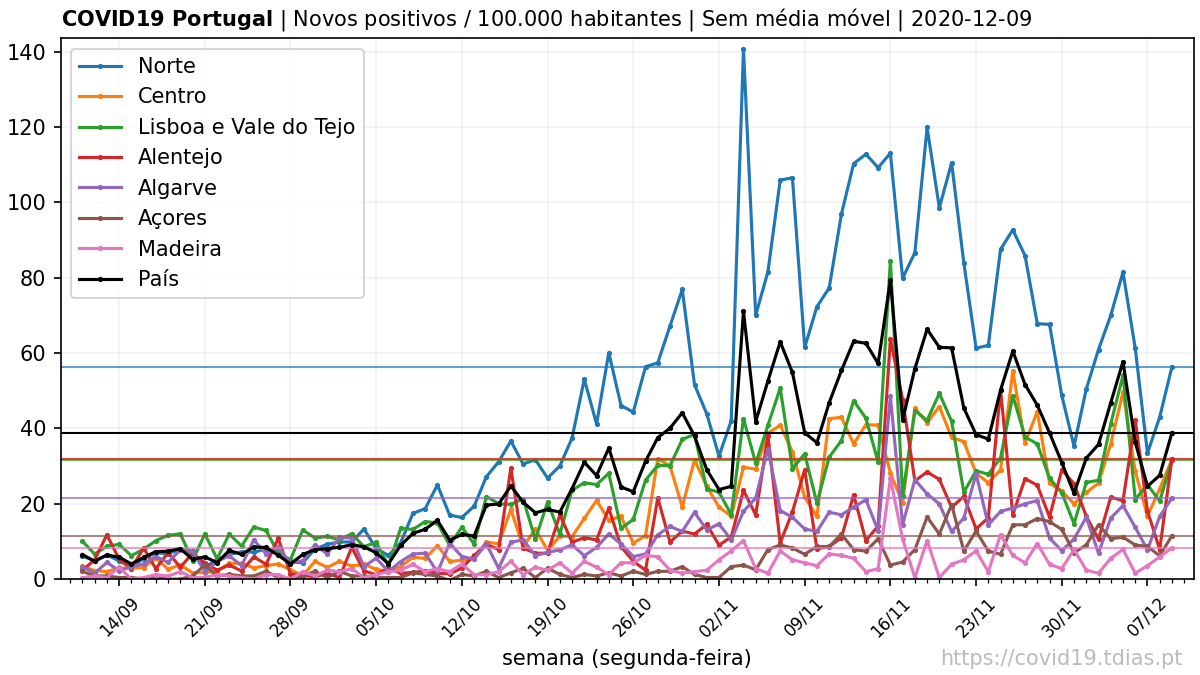 COVID19 Portugal | Novos positivos / 100.000 habitantes | Sem média móvel | 2020-12-09
140
120
100
80
60
40
20
0
Norte
Centro
Lisboa e Vale do Tejo
Alentejo
Algarve
Açores
Madeira
País
14/09
21/09
28/09
05/10
12/10
19/10
26/10
02/11
09/11
16/11
23/11
30/11
07/12
semana (segunda-feira)
https://covid19.tdias.pt